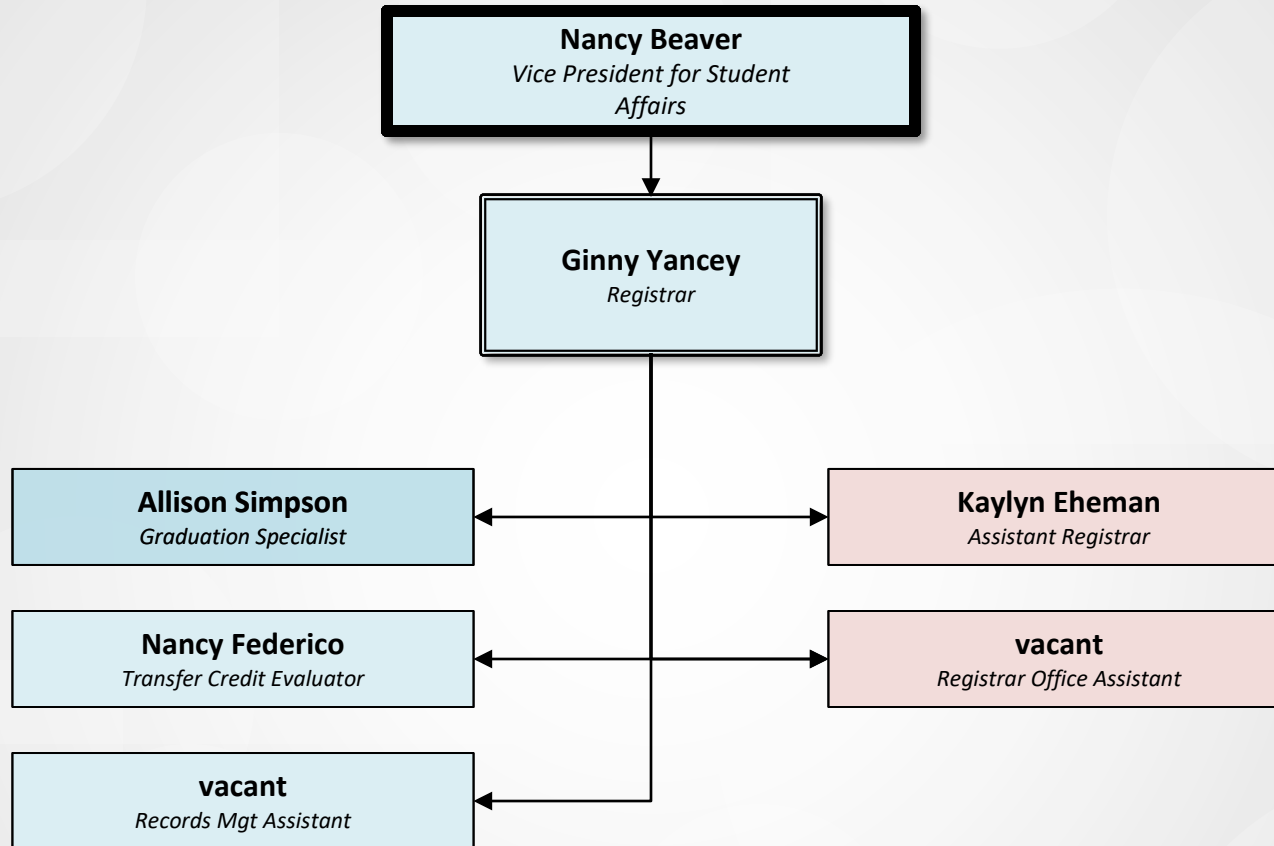 Nancy Beaver
Vice President for Student
Affairs
Ginny Yancey
Registrar
Allison Simpson
Graduation Specialist
Kaylyn Eheman
Assistant Registrar
Nancy Federico
Transfer Credit Evaluator
vacant
Registrar Office Assistant
vacant
Records Mgt Assistant